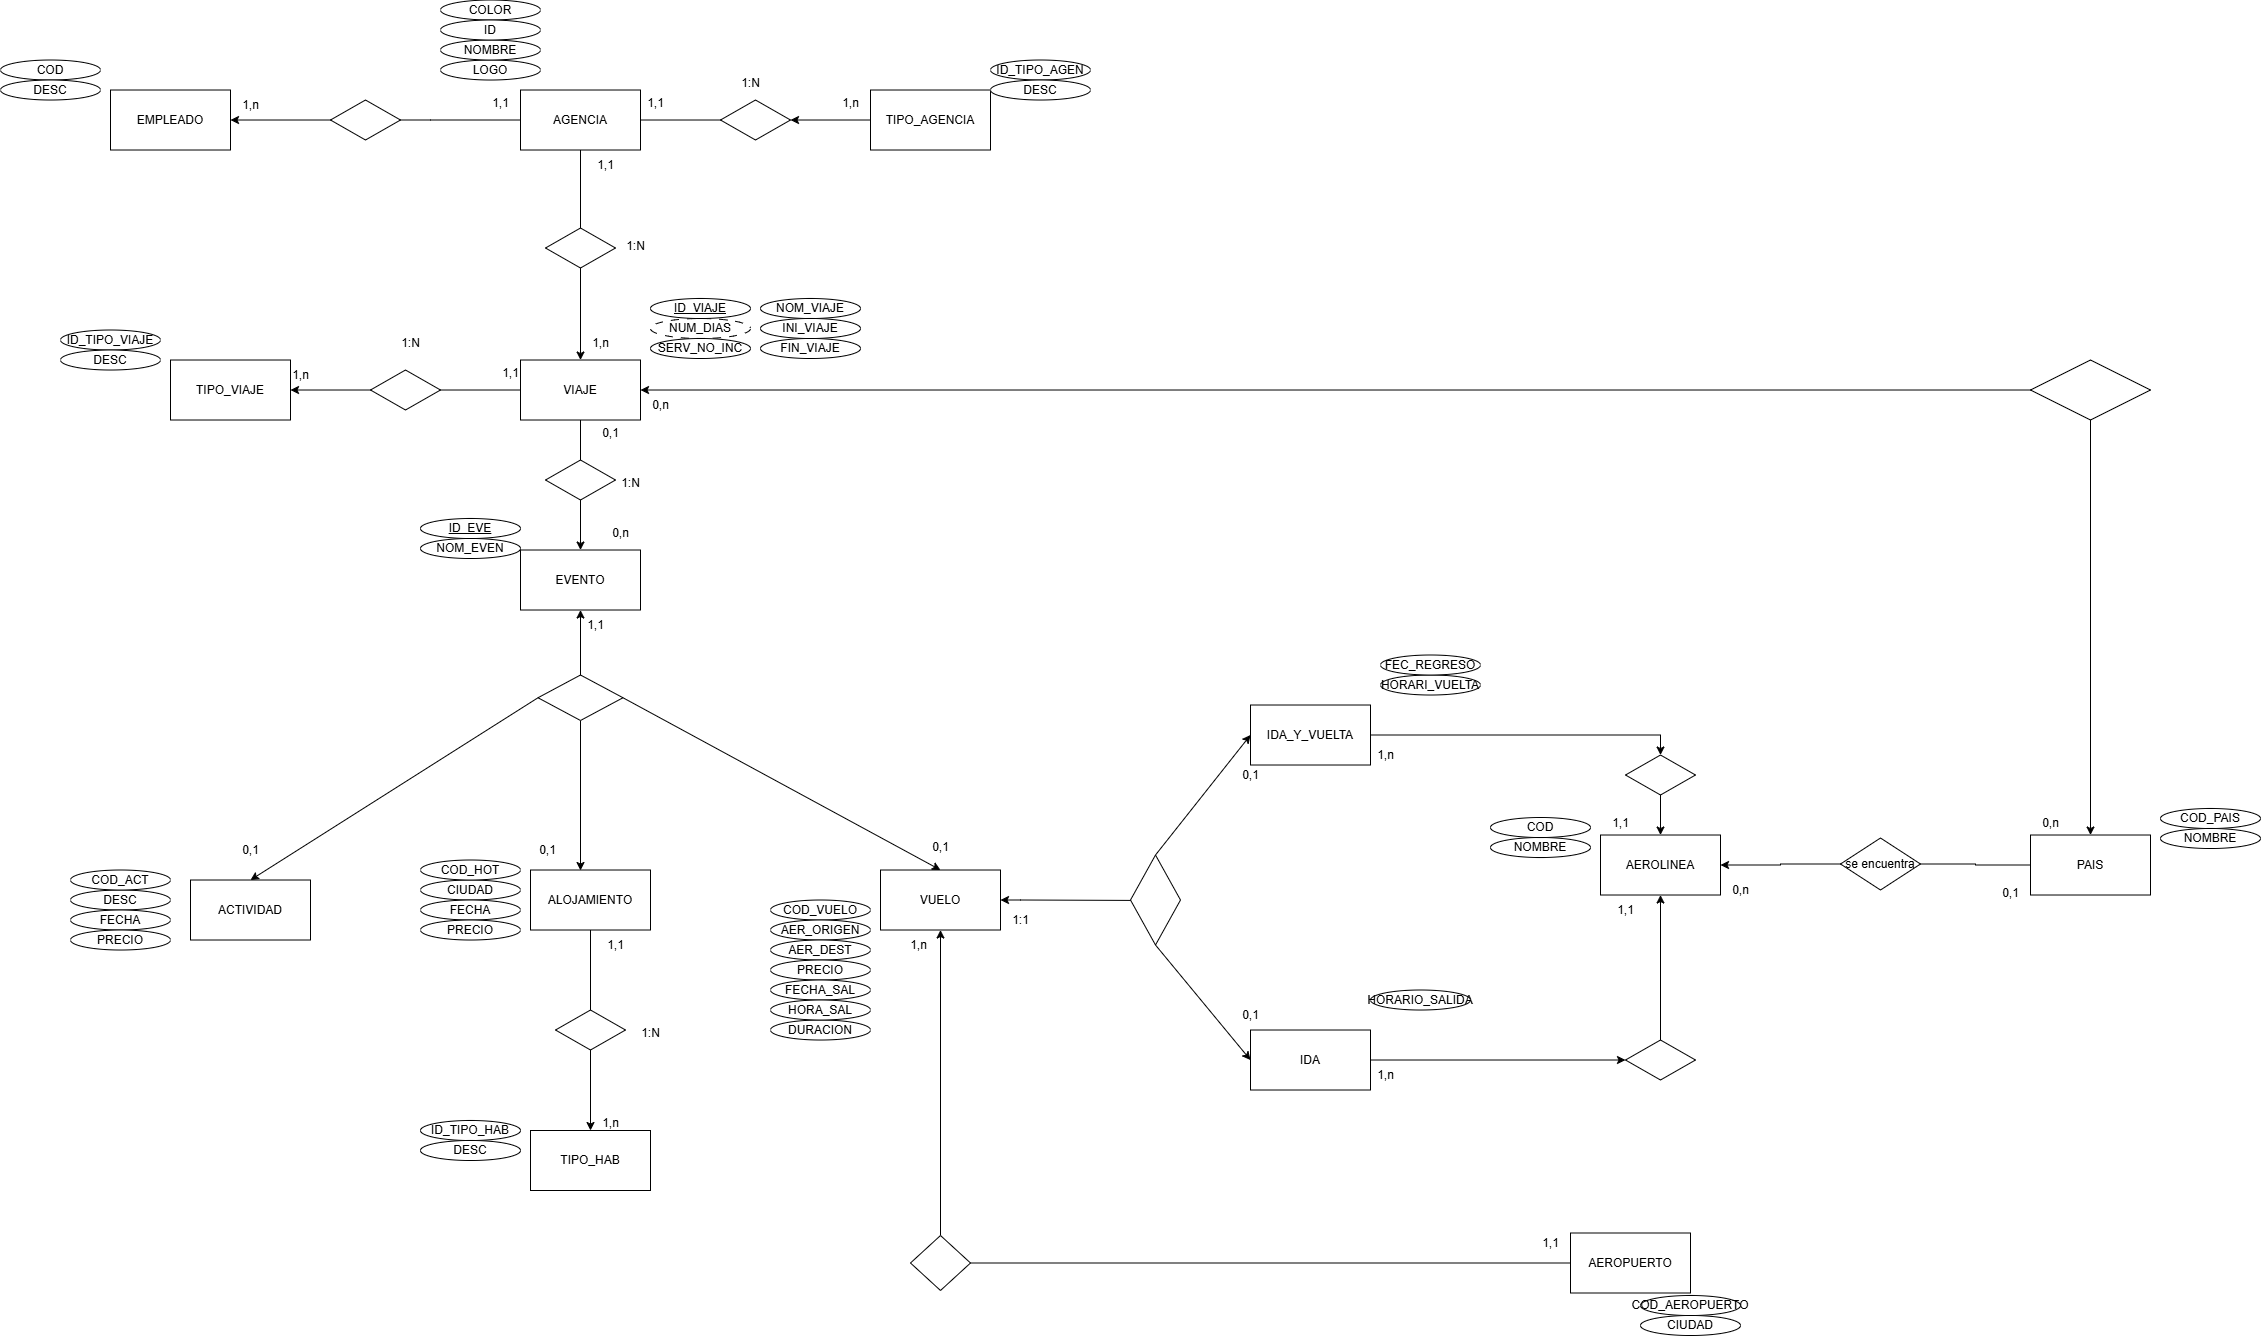 COLOR
ID
NOMBRE
LOGO
COD
DESC
ID_TIPO_AGEN
DESC
1:N
1,n
1,1
1,1
1,n
EMPLEADO
AGENCIA
TIPO_AGENCIA
1,1
1:N
ID_VIAJE
NOM_VIAJE
NUM_DIAS
INI_VIAJE
SERV_NO_INC
FIN_VIAJE
ID_TIPO_VIAJE
DESC
1:N
1,n
1,n
1,1
TIPO_VIAJE
VIAJE
0,n
0,1
1:N
ID_EVE
NOM_EVEN
0,n
EVENTO
1,1
FEC_REGRESO
HORARI_VUELTA
IDA_Y_VUELTA
1,n
0,1
0,1
0,1
0,1
COD_ACT
DESC
FECHA
PRECIO
ACTIVIDAD
COD_HOT
CIUDAD
FECHA
PRECIO
ALOJAMIENTO
1,1
COD_VUELO
AER_ORIGEN
AER_DEST
PRECIO
FECHA_SAL
HORA_SAL
DURACION
VUELO
1:1
1,n
COD
NOMBRE
1,1
AEROLINEA
1,1
0,n
se encuentra
0,1
0,n
PAIS
COD_PAIS
NOMBRE
HORARIO_SALIDA
0,1
IDA
1,n
1:N
1,n
ID_TIPO_HAB
DESC
TIPO_HAB
1,1
AEROPUERTO
COD_AEROPUERTO
CIUDAD